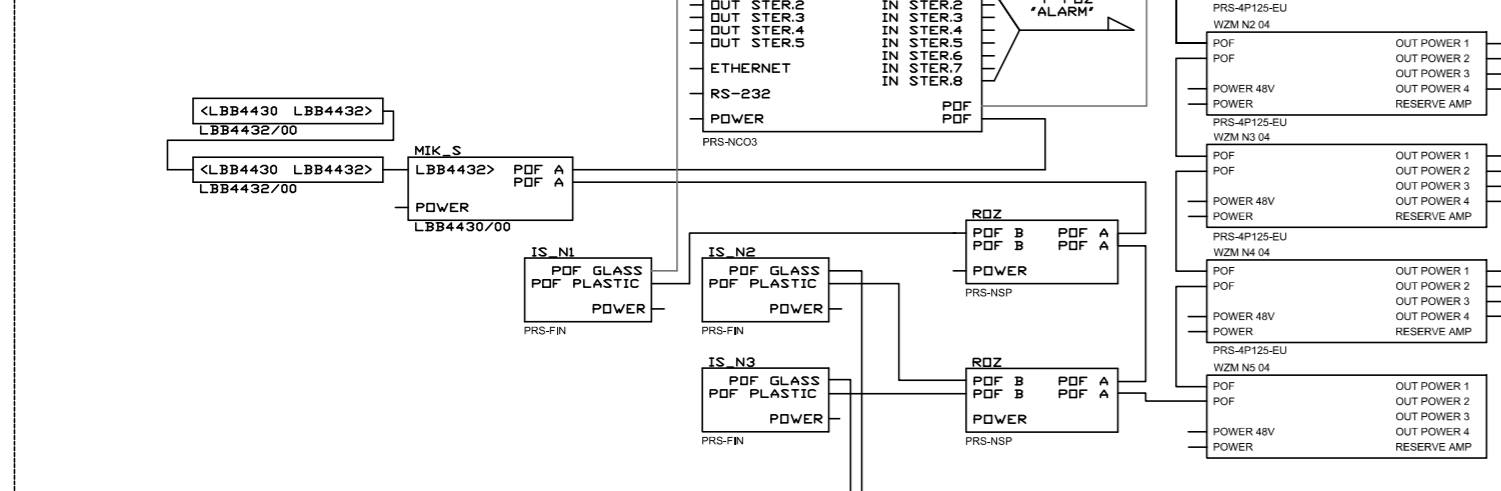 OUT STER.2 IN STER.2
OUT STER.3 IN STER.3
OUT STER.4 IN STER.4
OUT STER.5 IN STER.5
IN STER.6
ETHERNET IN STER.7
IN STER.8
RS-232
POF
POWER POF
PRS-NCO3
"ALARM"
<LBB4430 LBB4432>
LBB4432/00
<LBB4430 LBB4432>
LBB4432/00
MIK_S
LBB4432> POF A
POF A
POWER
LBB4430/00
IS_N1
POF GLASS
POF PLASTIC
POWER
PRS-FIN
IS_N2
POF GLASS
POF PLASTIC
POWER
PRS-FIN
IS_N3
POF GLASS
POF PLASTIC
POWER
PRS-FIN
ROZ
POF B POF A
POF B POF A
POWER
PRS-NSP
ROZ
POF B POF A
POF B POF A
POWER
PRS-NSP
PRS-4P125-EU
WZM N2 04
POF OUT POWER 1
POF OUT POWER 2
OUT POWER 3
POWER 48V OUT POWER 4
POWER RESERVE AMP
PRS-4P125-EU
WZM N3 04
POF OUT POWER 1
POF OUT POWER 2
OUT POWER 3
POWER 48V OUT POWER 4
POWER RESERVE AMP
PRS-4P125-EU
WZM N4 04
POF OUT POWER 1
POF OUT POWER 2
OUT POWER 3
POWER 48V OUT POWER 4
POWER RESERVE AMP
PRS-4P125-EU
WZM N5 04
POF OUT POWER 1
POF OUT POWER 2
OUT POWER 3
POWER 48V OUT POWER 4
POWER RESERVE AMP